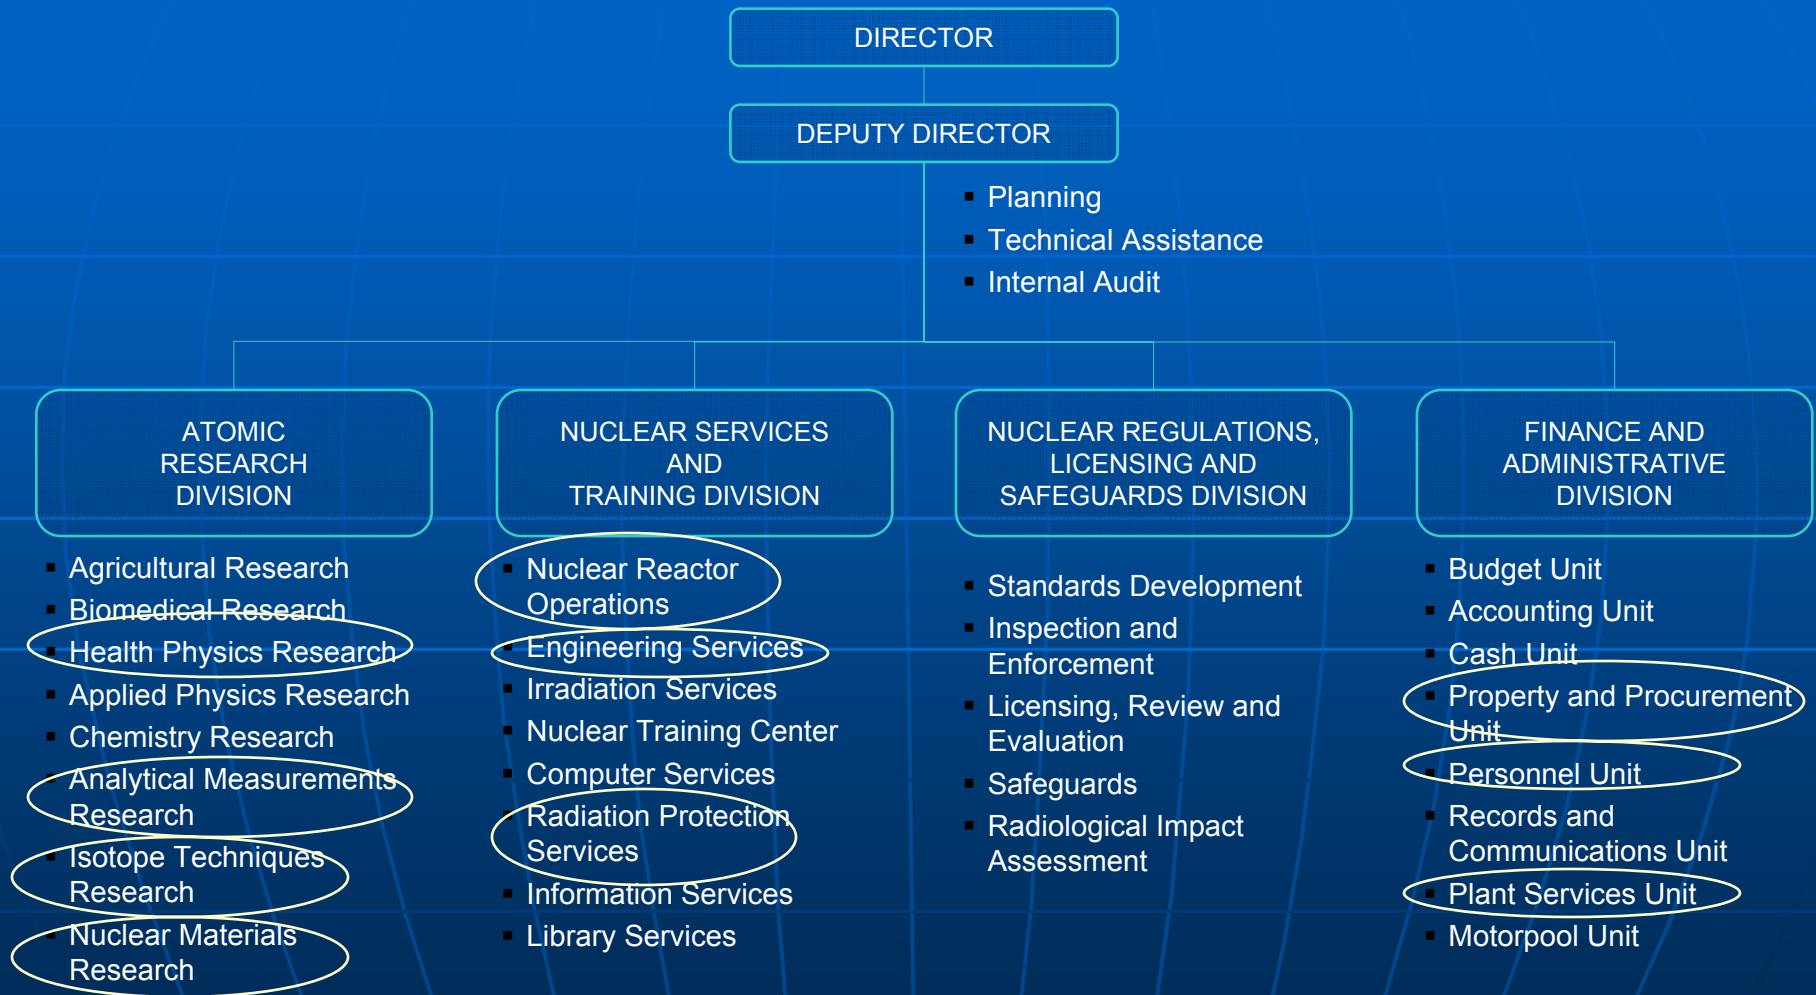 DIRECTOR
DEPUTY DIRECTOR
▪ Planning
▪ Technical Assistance
▪ Internal Audit
ATOMIC
RESEARCH
DIVISION
▪ Agricultural Research
▪ Biomedical Research
▪ Health Physics Research
▪ Applied Physics Research
▪ Chemistry Research
▪ Analytical Measurements
Research
▪ Isotope Techniques
Research
▪ Nuclear Materials
Research
NUCLEAR SERVICES
AND
TRAINING DIVISION
▪ Nuclear Reactor
Operations
▪ Engineering Services
▪ Irradiation Services
▪ Nuclear Training Center
▪ Computer Services
▪ Radiation Protection
Services
▪ Information Services
▪ Library Services
NUCLEAR REGULATIONS,
LICENSING AND
SAFEGUARDS DIVISION
▪ Standards Development
▪ Inspection and
Enforcement
▪ Licensing, Review and
Evaluation
▪ Safeguards
▪ Radiological Impact
Assessment
FINANCE AND
ADMINISTRATIVE
DIVISION
▪ Budget Unit
▪ Accounting Unit
▪ Cash Unit
▪ Property and Procurement
Unit
▪ Personnel Unit
▪ Records and
Communications Unit
▪ Plant Services Unit
▪ Motorpool Unit